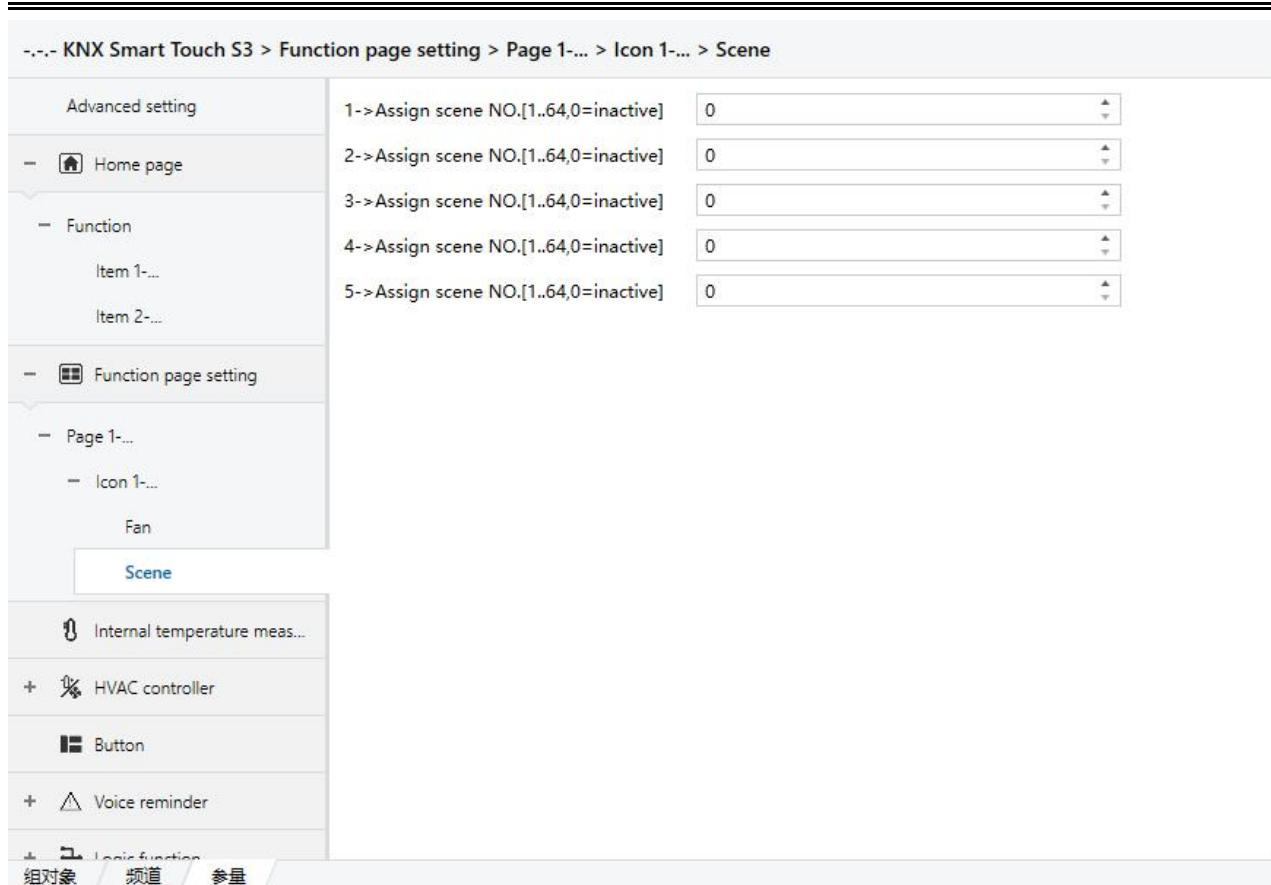 -.-.- KNX Smart Touch S3 > Function page setting > Page 1-... > Icon 1-... > Scene
Advanced setting
Home page
Function
Item 1-...
Item 2-...
Function page setting
Page 1-...
Icon 1-...
Fan
Scene
Internal temperature meas...
HVAC controller
Button
Voice reminder
Logic function
1->Assign scene NO.[1..64,0=inactive] 0
2->Assign scene NO.[1..64,0=inactive] 0
3->Assign scene NO.[1..64,0=inactive] 0
4->Assign scene NO.[1..64,0=inactive] 0
5->Assign scene NO.[1..64,0=inactive] 0
组对象 频道 参量